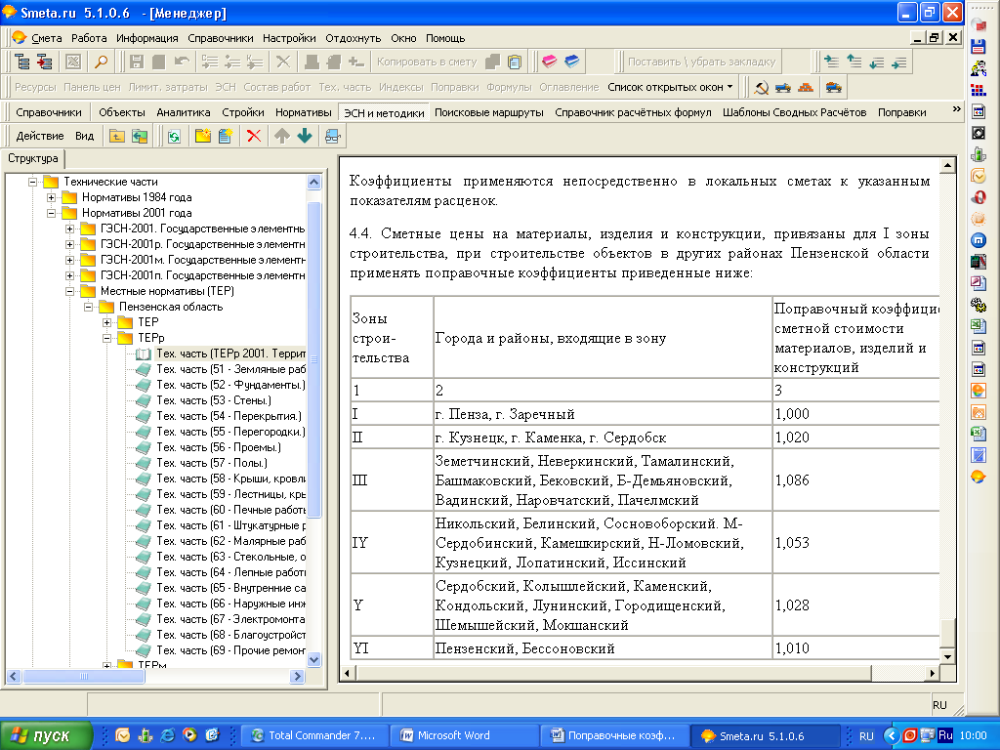 Smeta.ru 5.1.0.6 - [Менеджер]
Смета Работа Информация Справочники Настройки Отдохнуть Окно Помощь
Копировать в смету Поставить \ убрать закладку
Ресурсы Панель цен Лимит. затраты ЭСН Состав работ Тех. часть Индексы Поправки Формулы Оглавление Список открытых окон
Справочники Объекты Аналитика Стройки Нормативы ЭСН и методики Поисковые маршруты Справочник расчётных формул Шаблоны Сводных Расчётов Поправки »
Действие Вид
Структура
Технические части
Нормативы 1984 года
Нормативы 2001 года
ГЭСН-2001. Государственные элементнь
ГЭСН-2001р. Государственные элементн
ГЭСН-2001м. Государственные элементн
ГЭСН-2001п. Государственные элементн
Местные нормативы (ТЕР)
Пензенская область
ТЕР
ТЕРр
Тех. часть (ТЕРр 2001. Террит
Тех. часть (51 - Земляные раб
Тех. часть (52 - Фундаменты.)
Тех. часть (53 - Стены.)
Тех. часть (54 - Перекрытия.)
Тех. часть (55 - Перегородки.)
Тех. часть (56 - Проемы.)
Тех. часть (57 - Полы.)
Тех. часть (58 - Крыши, кровли
Тех. часть (59 - Лестницы, кры
Тех. часть (60 - Печные работь
Тех. часть (61 - Штукатурные р
Тех. часть (62 - Малярные раб
Тех. часть (63 - Стекольные, о
Тех. часть (64 - Лепные работ
Тех. часть (65 - Внутренние са
Тех. часть (66 - Наружные инж
Тех. часть (67 - Электромонта
Тех. часть (68 - Благоустройст
Тех. часть (69 - Прочие ремонт
ТЕРм
Коэффициенты применяются непосредственно в локальных сметах к указанным
показателям расценок.
4.4. Сметные цены на материалы, изделия и конструкции, привязаны для I зоны
строительства, при строительстве объектов в других районах Пензенской области
применять поправочные коэффициенты приведенные ниже:
Зоны
строи-
тельства
Города и районы, входящие в зону
Поправочный коэффицие
сметной стоимости
материалов, изделий и
конструкций
1 2 3
I г. Пенза, г. Заречный 1,000
II г. Кузнецк, г. Каменка, г. Сердобск 1,020
III
Земетчинский, Неверкинский, Тамалинский,
Башмаковский, Бековский, Б-Демьяновский,
Вадинский, Наровчатский, Пачелмский
1,086
IY
Никольский, Белинский, Сосновоборский. М-
Сердобинский, Камешкирский, Н-Ломовский,
Кузнецкий, Лопатинский, Иссинский
1,053
Y
Сердобский, Колышлейский, Каменский,
Кондольский, Лунинский, Городищенский,
Шемышейский, Мокшанский
1,028
YI Пензенский, Бессоновский 1,010
RU
пуск Total Commander 7.... Microsoft Word Поправочные коэф... Smeta.ru 5.1.0.6 RU Ru 10:00